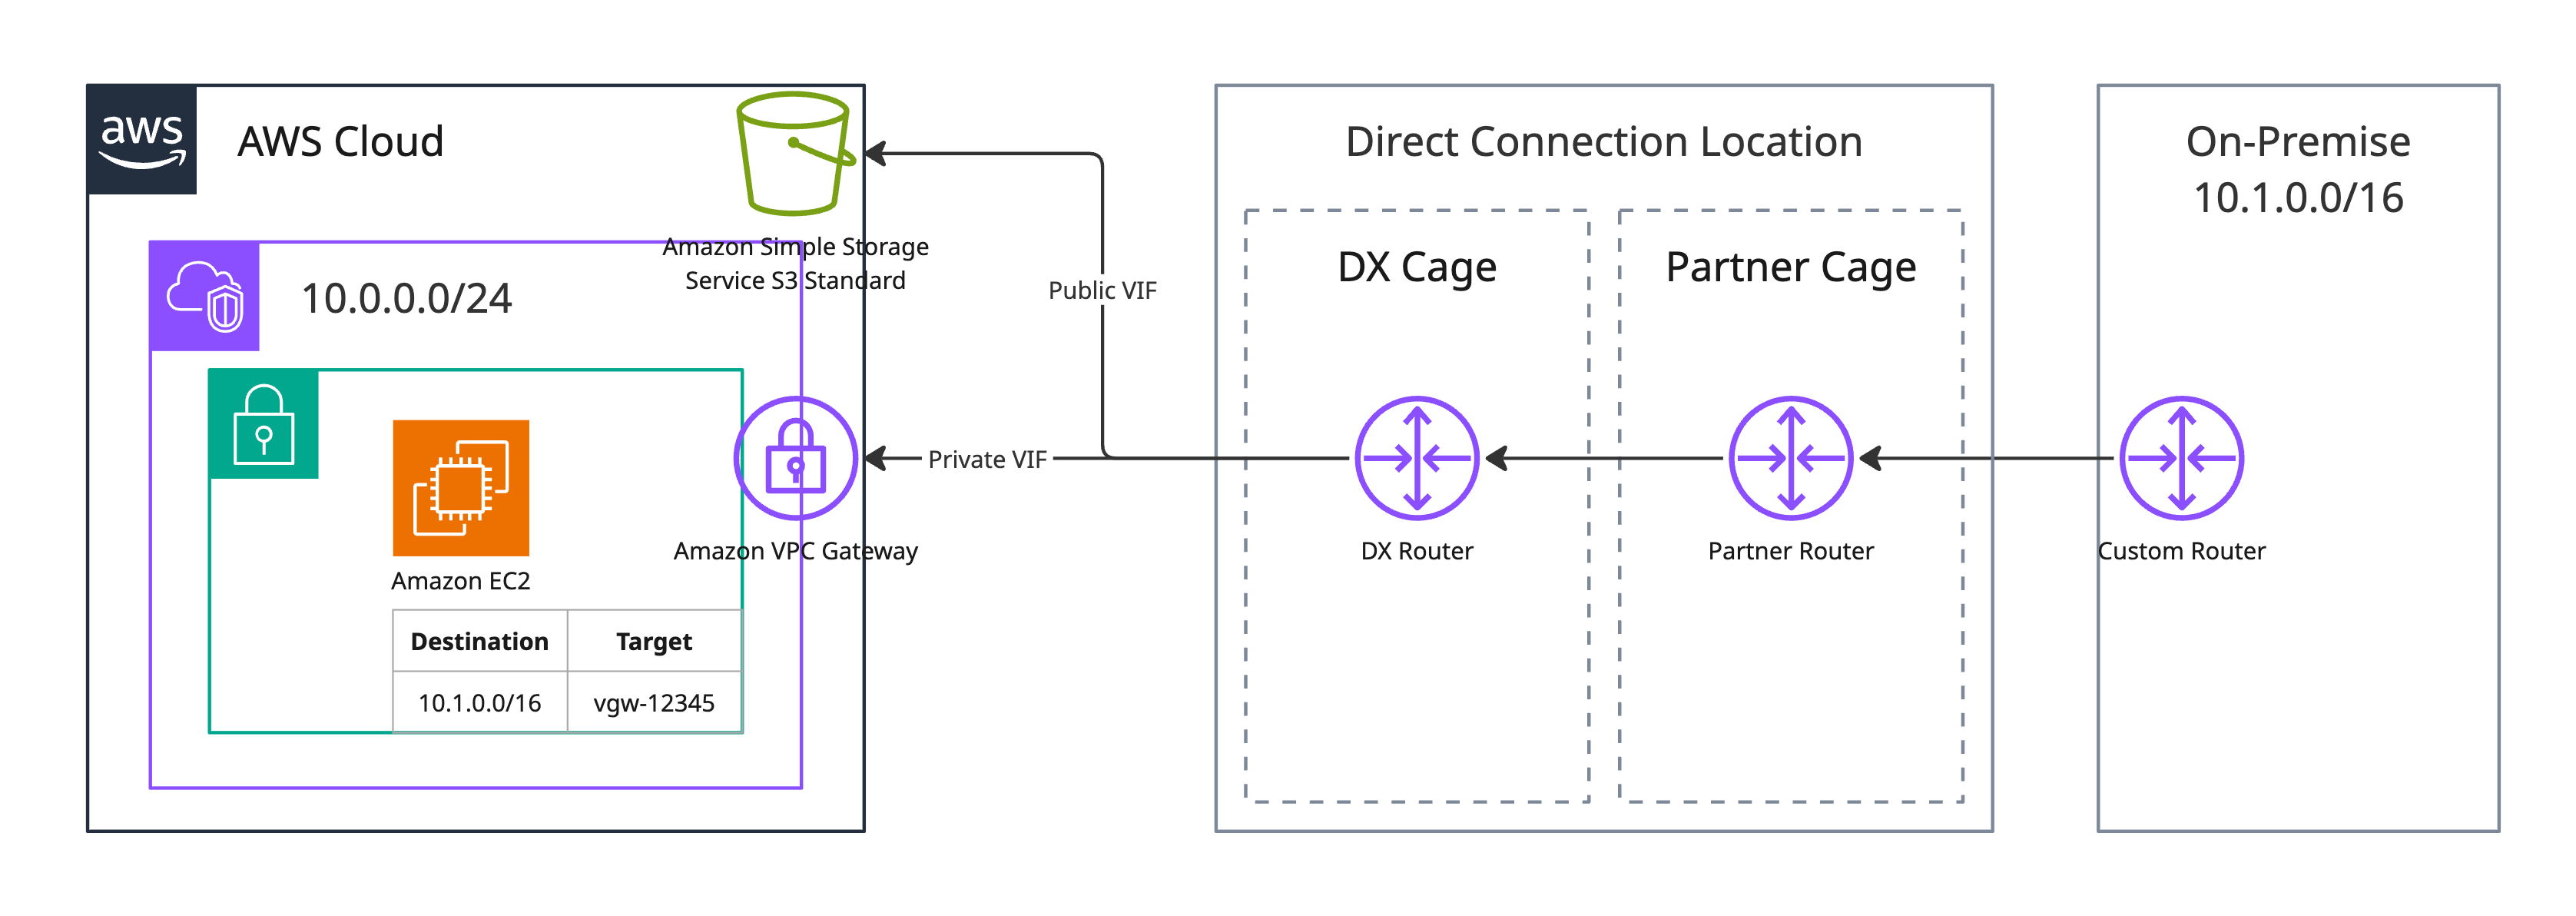 aws
AWS Cloud
Amazon Simple Storage
Service S3 Standard
10.0.0.0/24
Amazon EC2
Destination Target
10.1.0.0/16 vgw-12345
Amazon VPC Gateway
Public VIF
Private VIF
Direct Connection Location
DX Cage
DX Router
Partner Cage
Partner Router
On-Premise
10.1.0.0/16
Custom Router